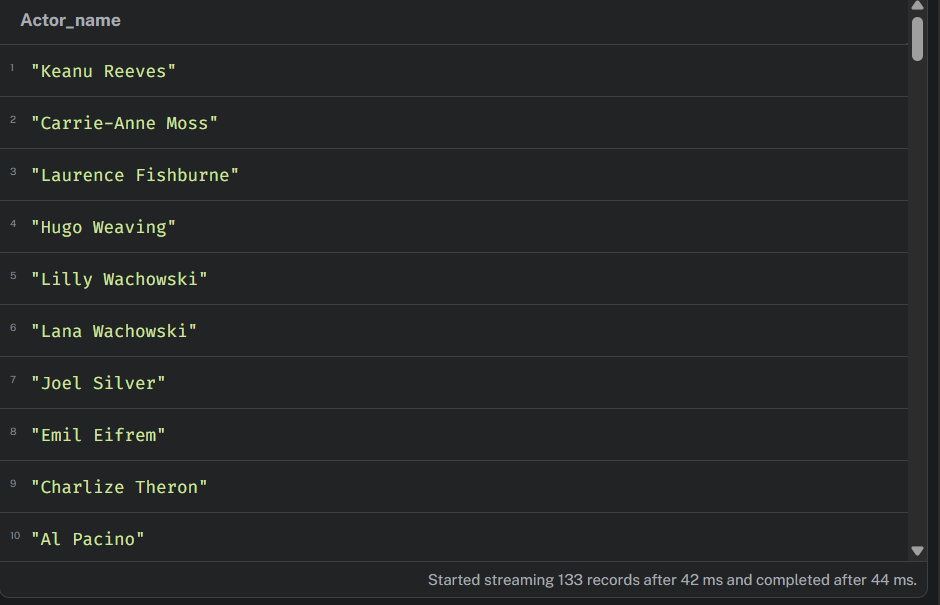 Actor_name
1 "Keanu Reeves"
2 "Carrie-Anne Moss"
3 "Laurence Fishburne"
4 "Hugo Weaving"
5 "Lilly Wachowski"
6 "Lana Wachowski"
7 "Joel Silver"
8 "Emil Eifrem"
9 "Charlize Theron"
10 "Al Pacino"
Started streaming 133 records after 42 ms and completed after 44 ms.